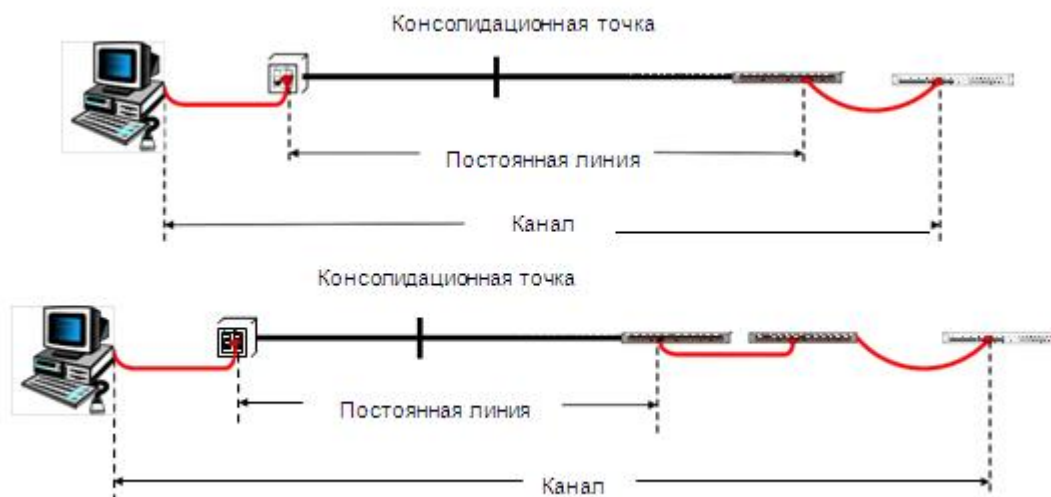 Консолидационная точка
Постоянная линия
Канал
Консолидационная точка
Постоянная линия
Канал